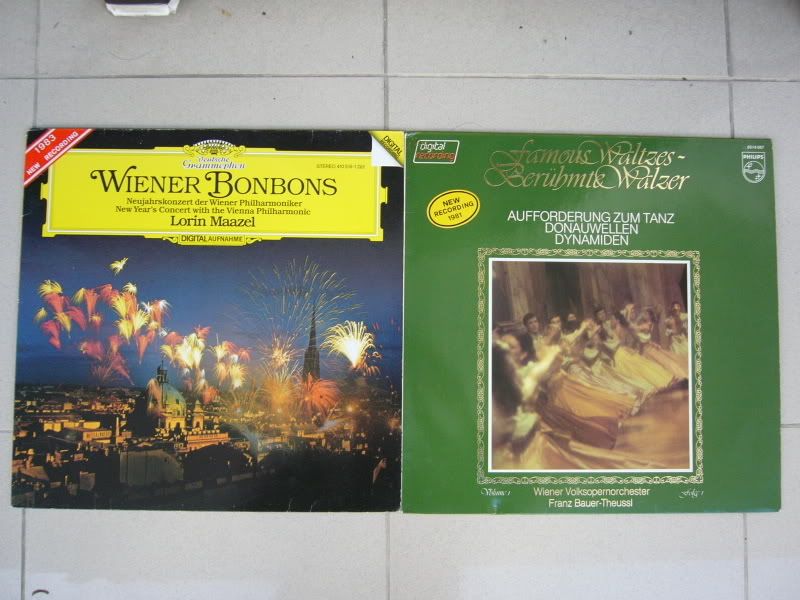 1983
NEW RECORDING
Deutsche
Grammophon
STEREO
DIGITAL
WIENER BONBONS
Neujahrskonzert der Wiener Philharmoniker
New Year's Concert with the Vienna Philharmonic
Lorin Maazel
DIGITAL AUFNAHME
digital
recording
Famous Waltzes-
Berühmte Walzer
PHILIPS
NEW
RECORDING
1981
AUFFORDERUNG ZUM TANZ
DONAUWELLEN
DYNAMIDEN
Volume 1
Wiener Volksopernorchester
Franz Bauer-Theussl
Folge 1